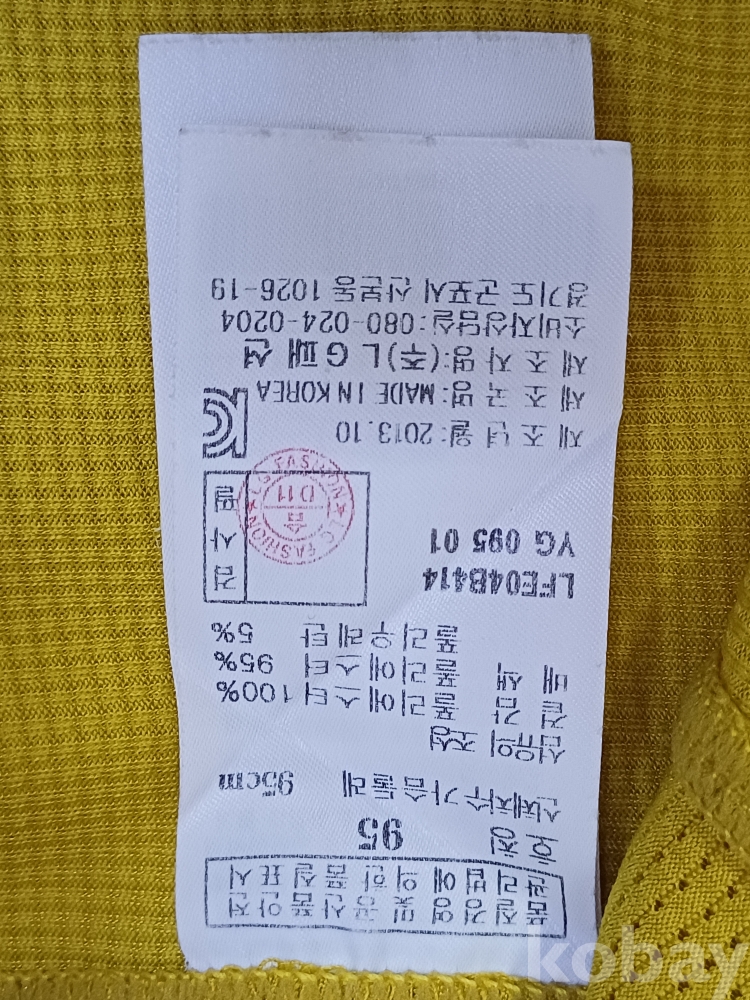 품질경영 및 공산품안전
관리법에 의한 품질표시
호칭 95
신체치수 가슴둘레 95cm
섬유의 조성
겉감 폴리에스터 100%
배색 폴리에스터 95%
폴리우레탄 5%
LFE04B414
YG 095 01
검사필
LG FASHION
D11
제조년월:2013.10
제조국명:MADE IN KOREA
제조자명:(주)LG패션
소비자상담실:080-024-0204
경기도 군포시 산본동 1026-19
kobay